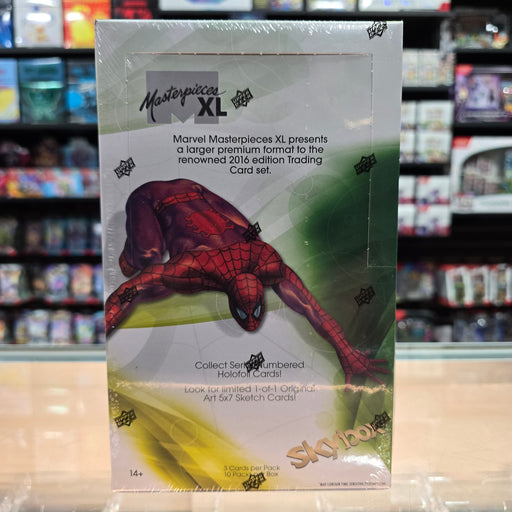 Masterpieces
XL
Marvel Masterpieces XL presents
a larger premium format to the
renowned 2016 edition Trading
Card set.
Collect Serial Numbered
Holofoil Cards!
Look for limited 1-of-1 Original
Art 5x7 Sketch Cards!
SKYBOX
14+
3 Cards per Pack
10 Packs per Box